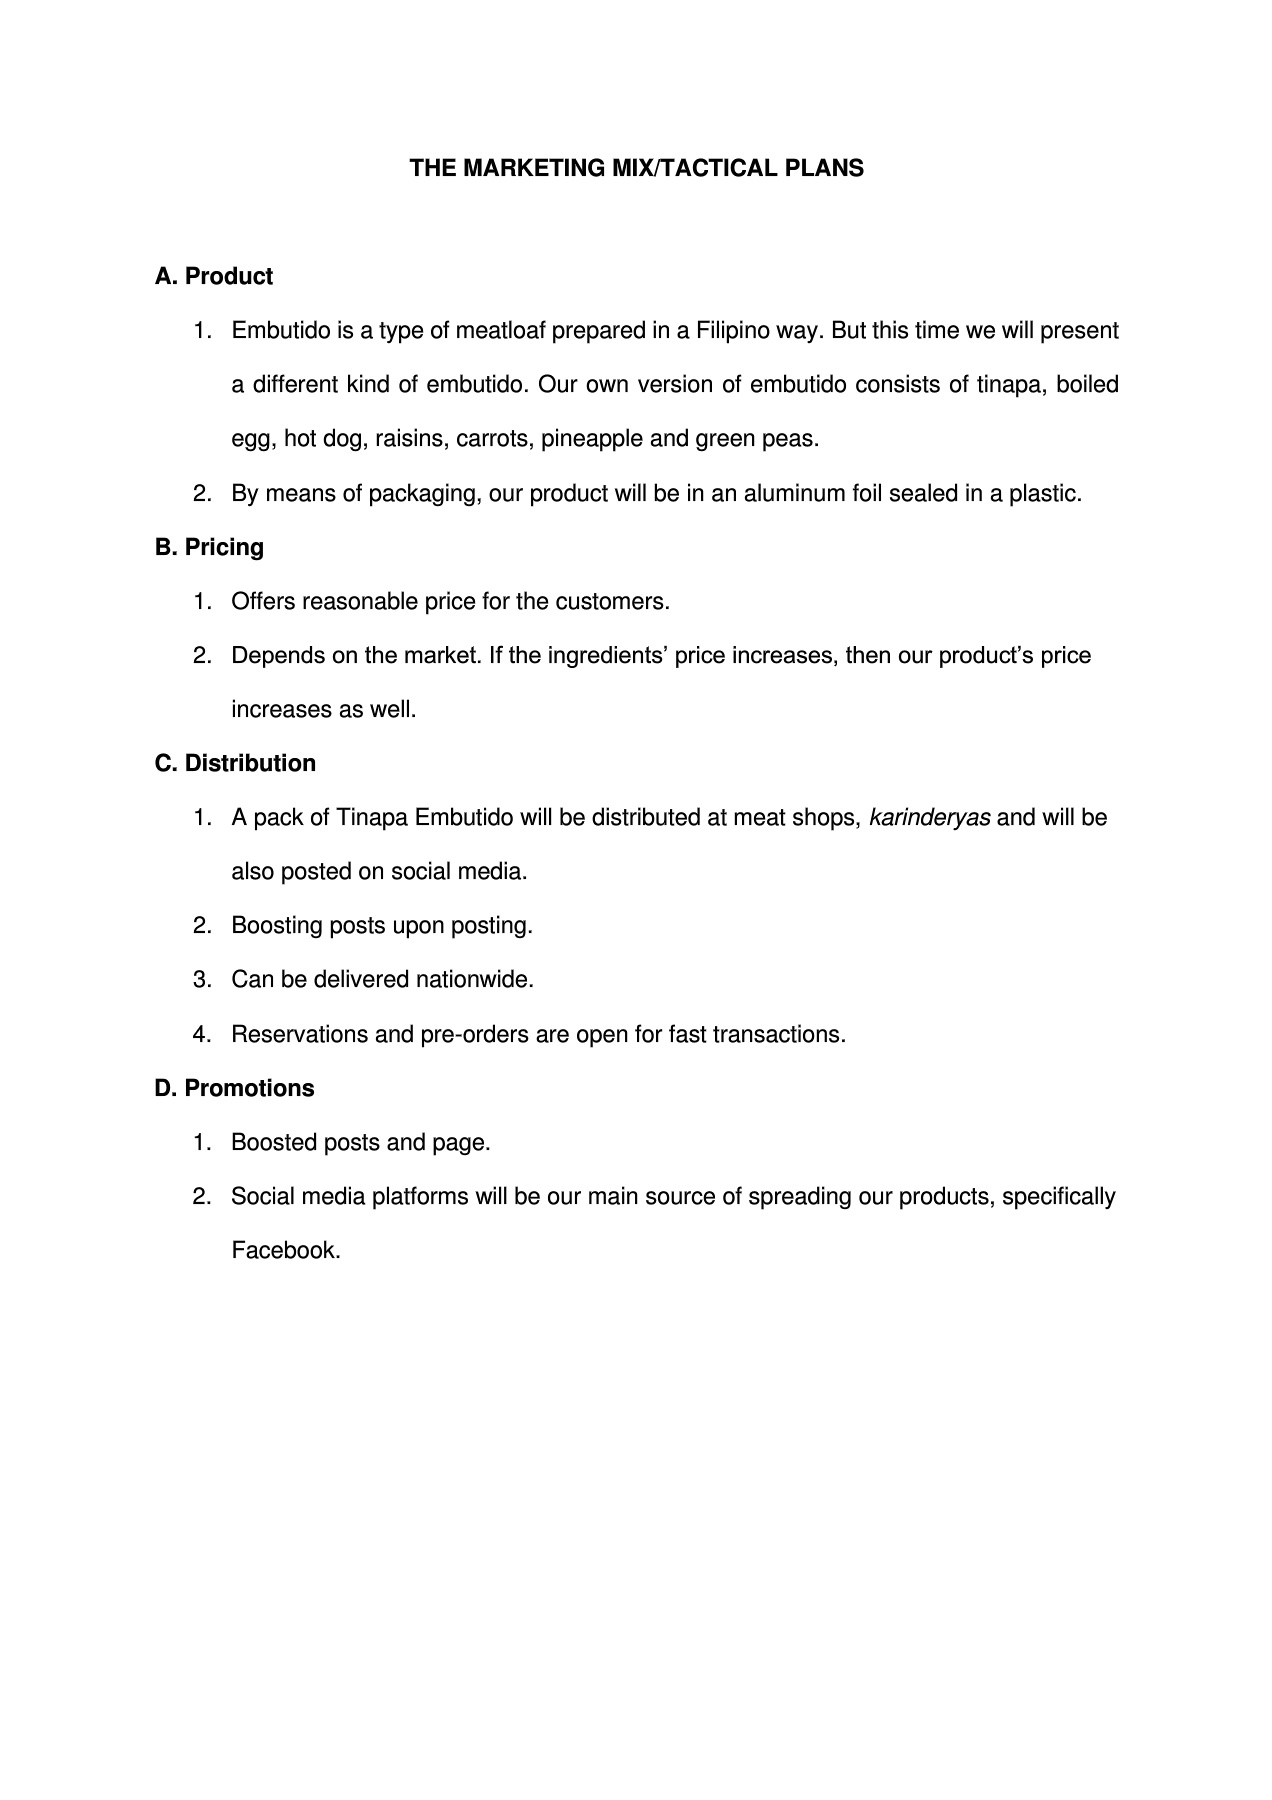 THE MARKETING MIX/TACTICAL PLANS
A. Product
1. Embutido is a type of meatloaf prepared in a Filipino way. But this time we will present
a different kind of embutido. Our own version of embutido consists of tinapa, boiled
egg, hot dog, raisins, carrots, pineapple and green peas.
2. By means of packaging, our product will be in an aluminum foil sealed in a plastic.
B. Pricing
1. Offers reasonable price for the customers.
2. Depends on the market. If the ingredients’ price increases, then our product’s price
increases as well.
C. Distribution
1. A pack of Tinapa Embutido will be distributed at meat shops, karinderyas and will be
also posted on social media.
2. Boosting posts upon posting.
3. Can be delivered nationwide.
4. Reservations and pre-orders are open for fast transactions.
D. Promotions
1. Boosted posts and page.
2. Social media platforms will be our main source of spreading our products, specifically
Facebook.